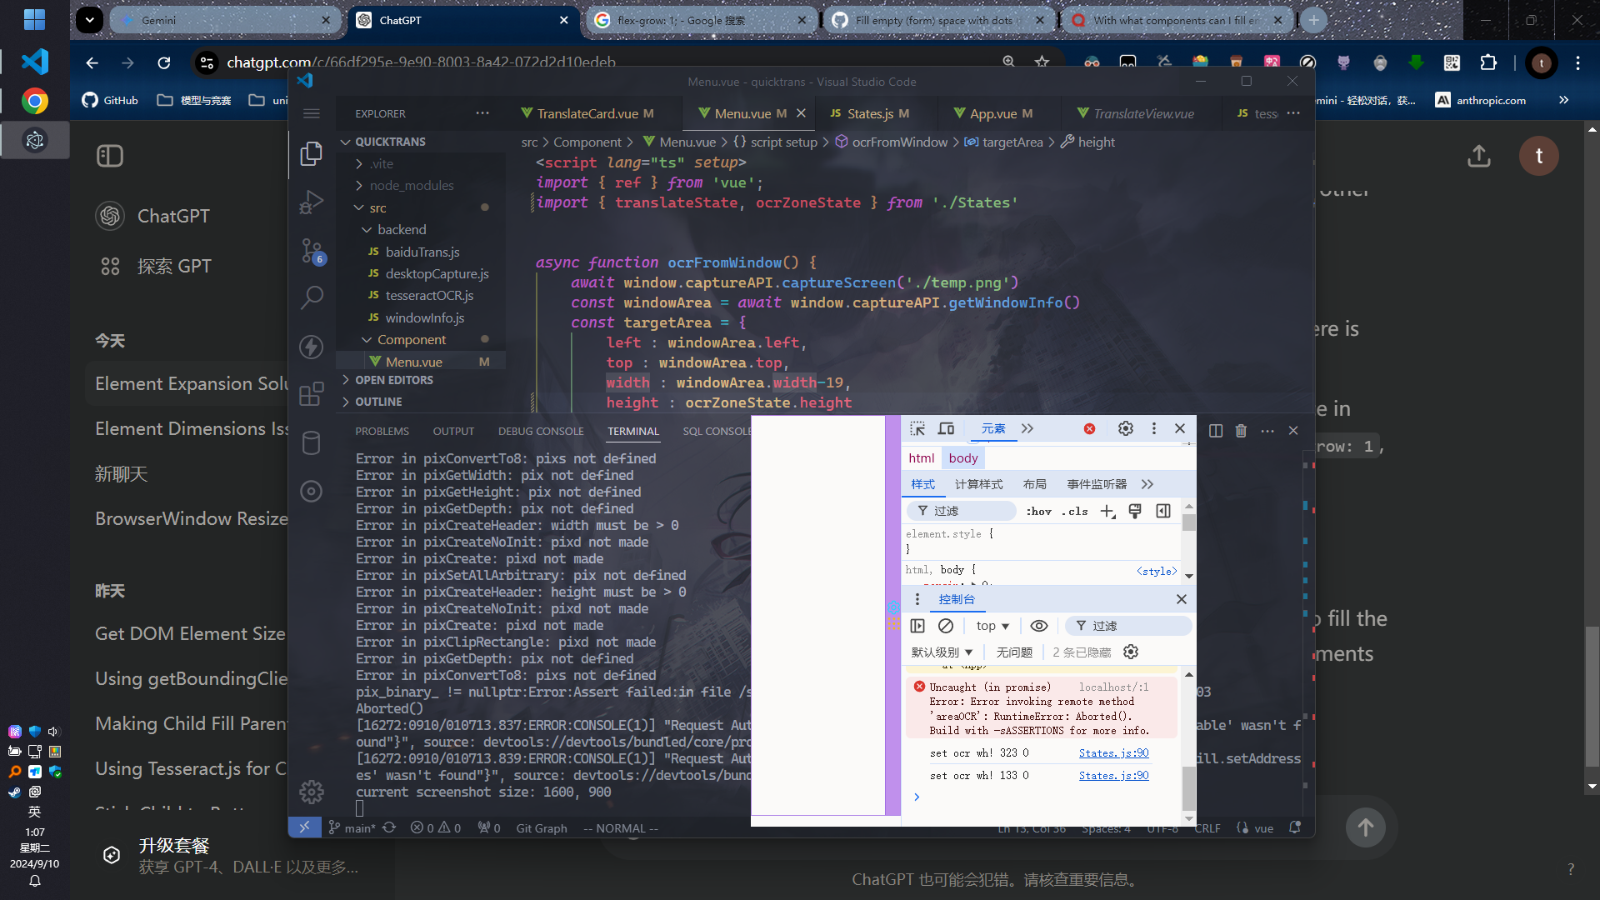 Gemini
ChatGPT
flex-grow: 1; - Google 搜索
Fill empty (form) space with dots
With what components can I fill e
chatgpt.com/c/66df295e-9e90-8003-8a42-072d2d10edeb
GitHub
模型与竞赛
uni
mini - 轻松对话，获...
anthropic.com
ChatGPT
探索 GPT
今天
Element Expansion Solu
Element Dimensions Iss
新聊天
BrowserWindow Resize
昨天
Get DOM Element Size
Using getBoundingClie
Making Child Fill Paren
Using Tesseract.js for C
升级套餐
获享 GPT-4、DALL·E 以及更多...
英
1:07
星期二
2024/9/10
t
t
other
ere is
e in
row: 1,
o fill the
ments
ChatGPT 也可能会犯错。请核查重要信息。
?
Menu.vue - quicktrans - Visual Studio Code
EXPLORER
TranslateCard.vue M
Menu.vue M
JS States.js M
App.vue M
TranslateView.vue
JS tess
QUICKTRANS
.vite
node_modules
src
backend
JS baiduTrans.js
JS desktopCapture.js
JS tesseractOCR.js
JS windowInfo.js
Component
Menu.vue M
OPEN EDITORS
OUTLINE
6
src > Component > Menu.vue > {} script setup > ocrFromWindow > targetArea > height
<script lang="ts" setup>
import { ref } from 'vue';
import { translateState, ocrZoneState } from './States'
async function ocrFromWindow() {
await window.captureAPI.captureScreen('./temp.png')
const windowArea = await window.captureAPI.getWindowInfo()
const targetArea = {
left : windowArea.left,
top : windowArea.top,
width : windowArea.width-19,
height : ocrZoneState.height
PROBLEMS
OUTPUT
DEBUG CONSOLE
TERMINAL
SQL CONSOLE
Error in pixConvertTo8: pixs not defined
Error in pixGetWidth: pix not defined
Error in pixGetHeight: pix not defined
Error in pixGetDepth: pix not defined
Error in pixCreateHeader: width must be > 0
Error in pixCreateNoInit: pixd not made
Error in pixCreate: pixd not made
Error in pixSetAllArbitrary: pix not defined
Error in pixCreateHeader: height must be > 0
Error in pixCreateNoInit: pixd not made
Error in pixCreate: pixd not made
Error in pixClipRectangle: pixd not made
Error in pixGetDepth: pix not defined
Error in pixConvertTo8: pixs not defined
pix_binary_ != nullptr:Error:Assert failed:in file /s
03
Aborted()
[16272:0910/010713.837:ERROR:CONSOLE(1)] "Request Aut
able' wasn't f
ound"}", source: devtools://devtools/bundled/core/pro
[16272:0910/010713.839:ERROR:CONSOLE(1)] "Request Aut
ill.setAddress
es' wasn't found"}", source: devtools://devtools/bund
current screenshot size: 1600, 900
main*
0
0
0
Git Graph
-- NORMAL --
Ln 13, Col 36
Spaces: 4
UTF-8
CRLF
vue
元素
html
body
样式
计算样式
布局
事件监听器
过滤
:hov
.cls
element.style {
}
html, body {
<style>
控制台
top
过滤
默认级别
无问题
2 条已隐藏
Uncaught (in promise) localhost/:1
Error: Error invoking remote method
'areaOCR': RuntimeError: Aborted().
Build with -sASSERTIONS for more info.
set ocr wh! 323 0 States.js:90
set ocr wh! 133 0 States.js:90